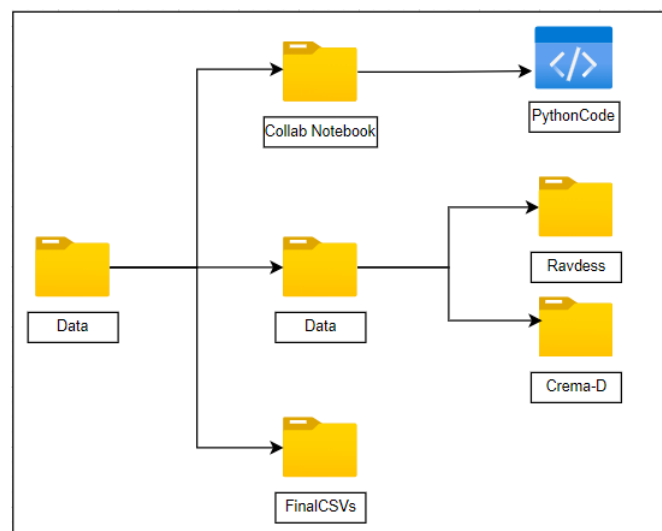 Collab Notebook
PythonCode
Data
Data
Ravdess
Crema-D
FinalCSVs